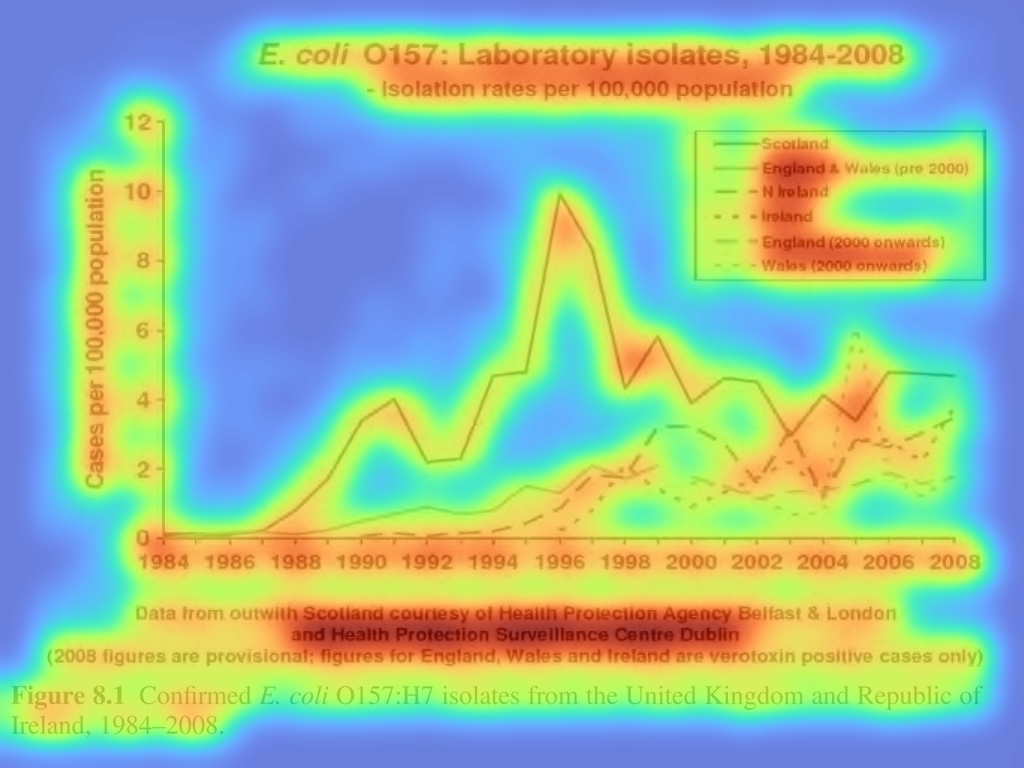 E. coli O157: Laboratory isolates, 1984-2008
- Isolation rates per 100,000 population
Cases per 100,000 population
12
10
8
6
4
2
0
Scotland
England & Wales (pre 2000)
N Ireland
Ireland
England (2000 onwards)
Wales (2000 onwards)
1984 1986 1988 1990 1992 1994 1996 1998 2000 2002 2004 2006 2008
Data from outwith Scotland courtesy of Health Protection Agency Belfast & London
and Health Protection Surveillance Centre Dublin
(2008 figures are provisional; figures for England, Wales and Ireland are verotoxin positive cases only)
Figure 8.1 Confirmed E. coli O157:H7 isolates from the United Kingdom and Republic of
Ireland, 1984–2008.